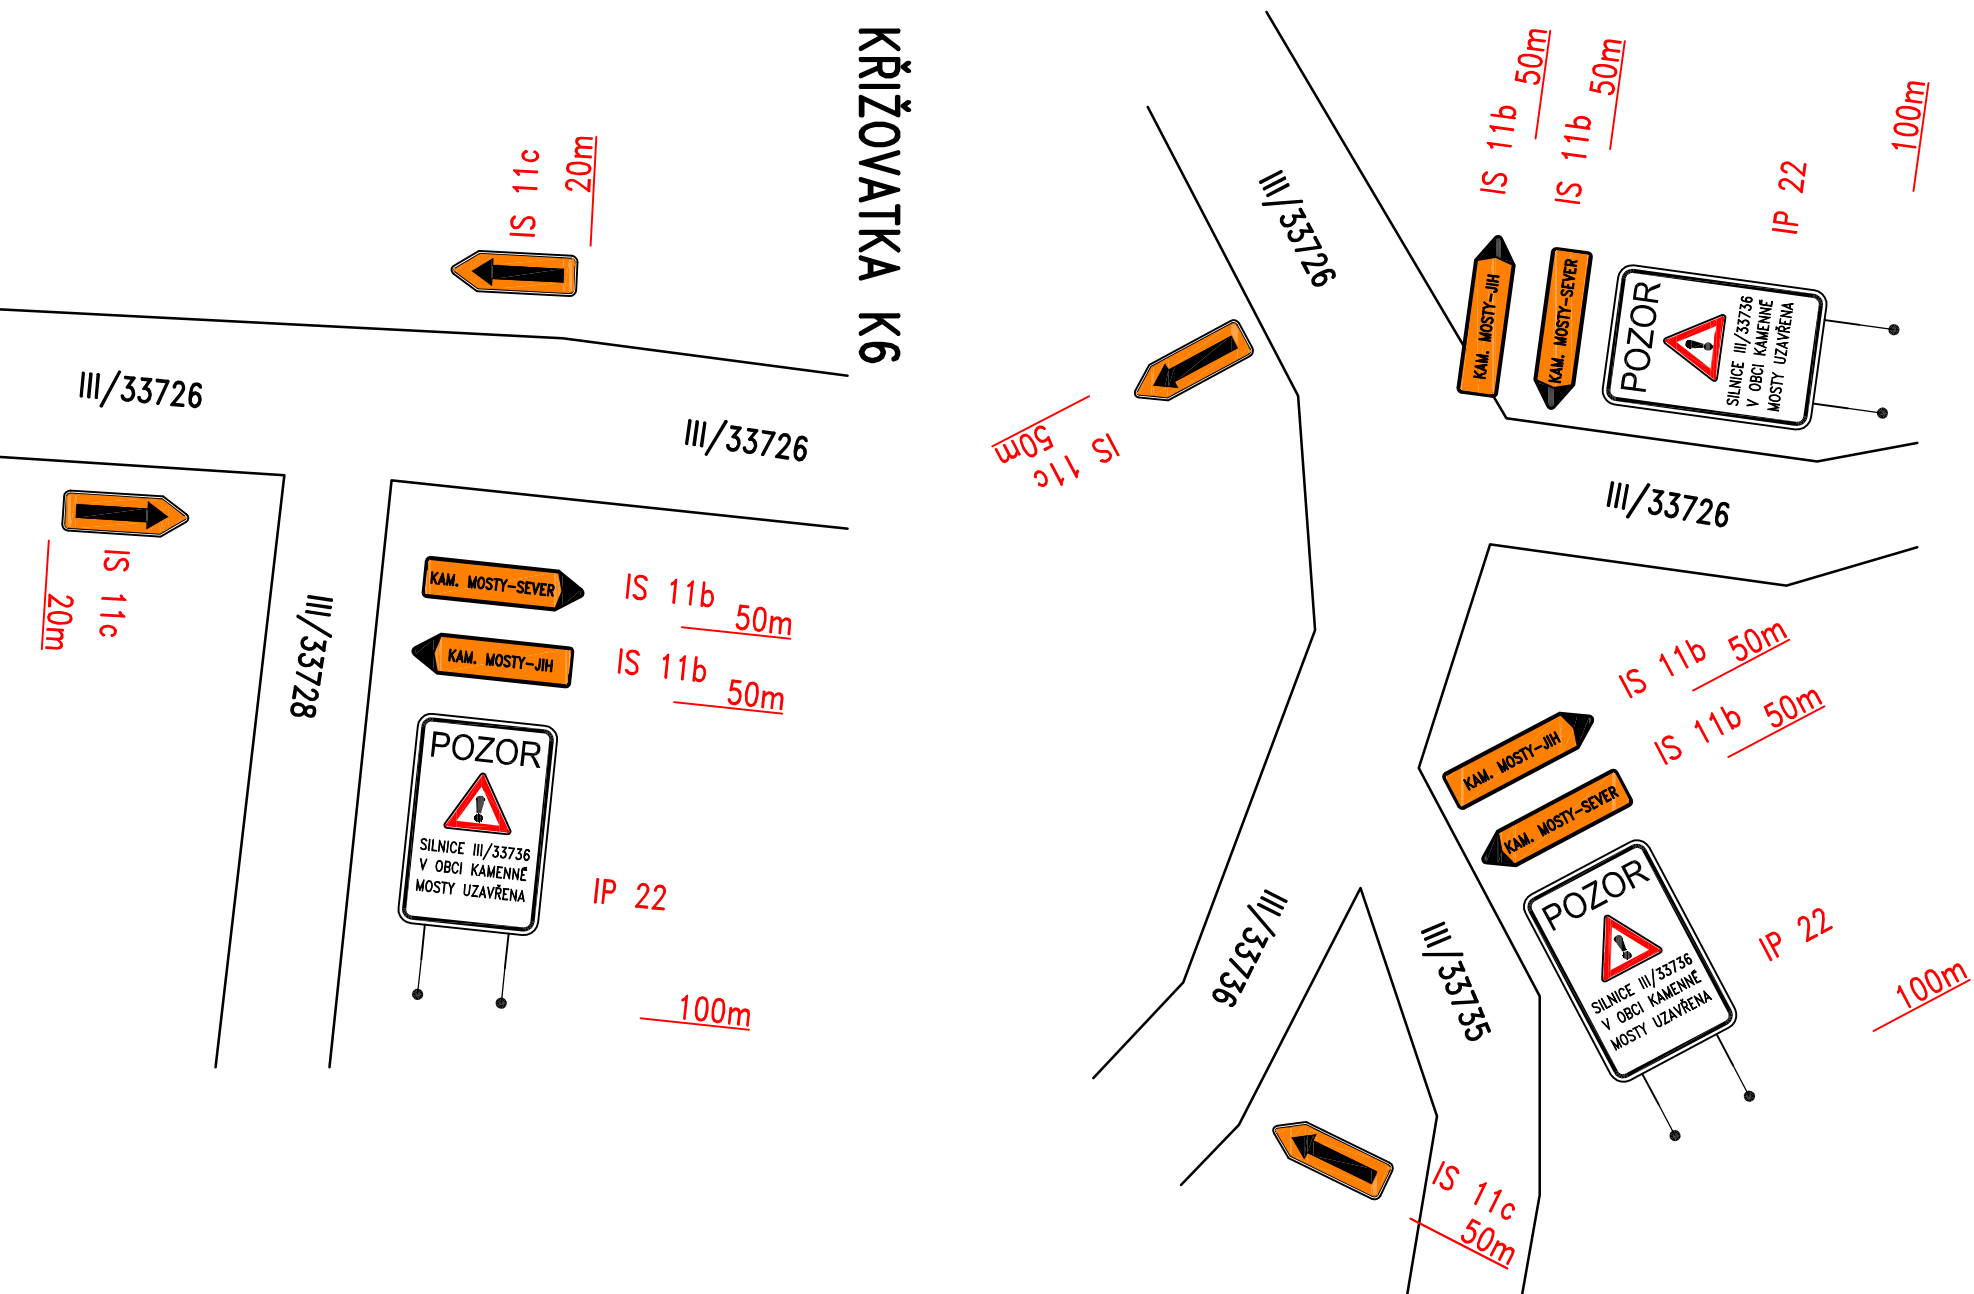 KŘIŽOVATKA K6
IS 11c
20m
III/33726
III/33726
IS 11c
20m
III/33728
KAM. MOSTY-SEVER
IS 11b
50m
KAM. MOSTY-JIH
IS 11b
50m
POZOR
SILNICE III/33736
V OBCI KAMENNÉ
MOSTY UZAVŘENA
IP 22
100m
III/33726
IS 11b
50m
IS 11b
50m
IP 22
100m
KAM. MOSTY-JIH
KAM. MOSTY-SEVER
POZOR
SILNICE III/33736
V OBCI KAMENNÉ
MOSTY UZAVŘENA
IS 11c
50m
III/33726
IS 11b
50m
IS 11b
50m
KAM. MOSTY-JIH
KAM. MOSTY-SEVER
POZOR
SILNICE III/33736
V OBCI KAMENNÉ
MOSTY UZAVŘENA
IP 22
100m
III/33736
III/33735
IS 11c
50m